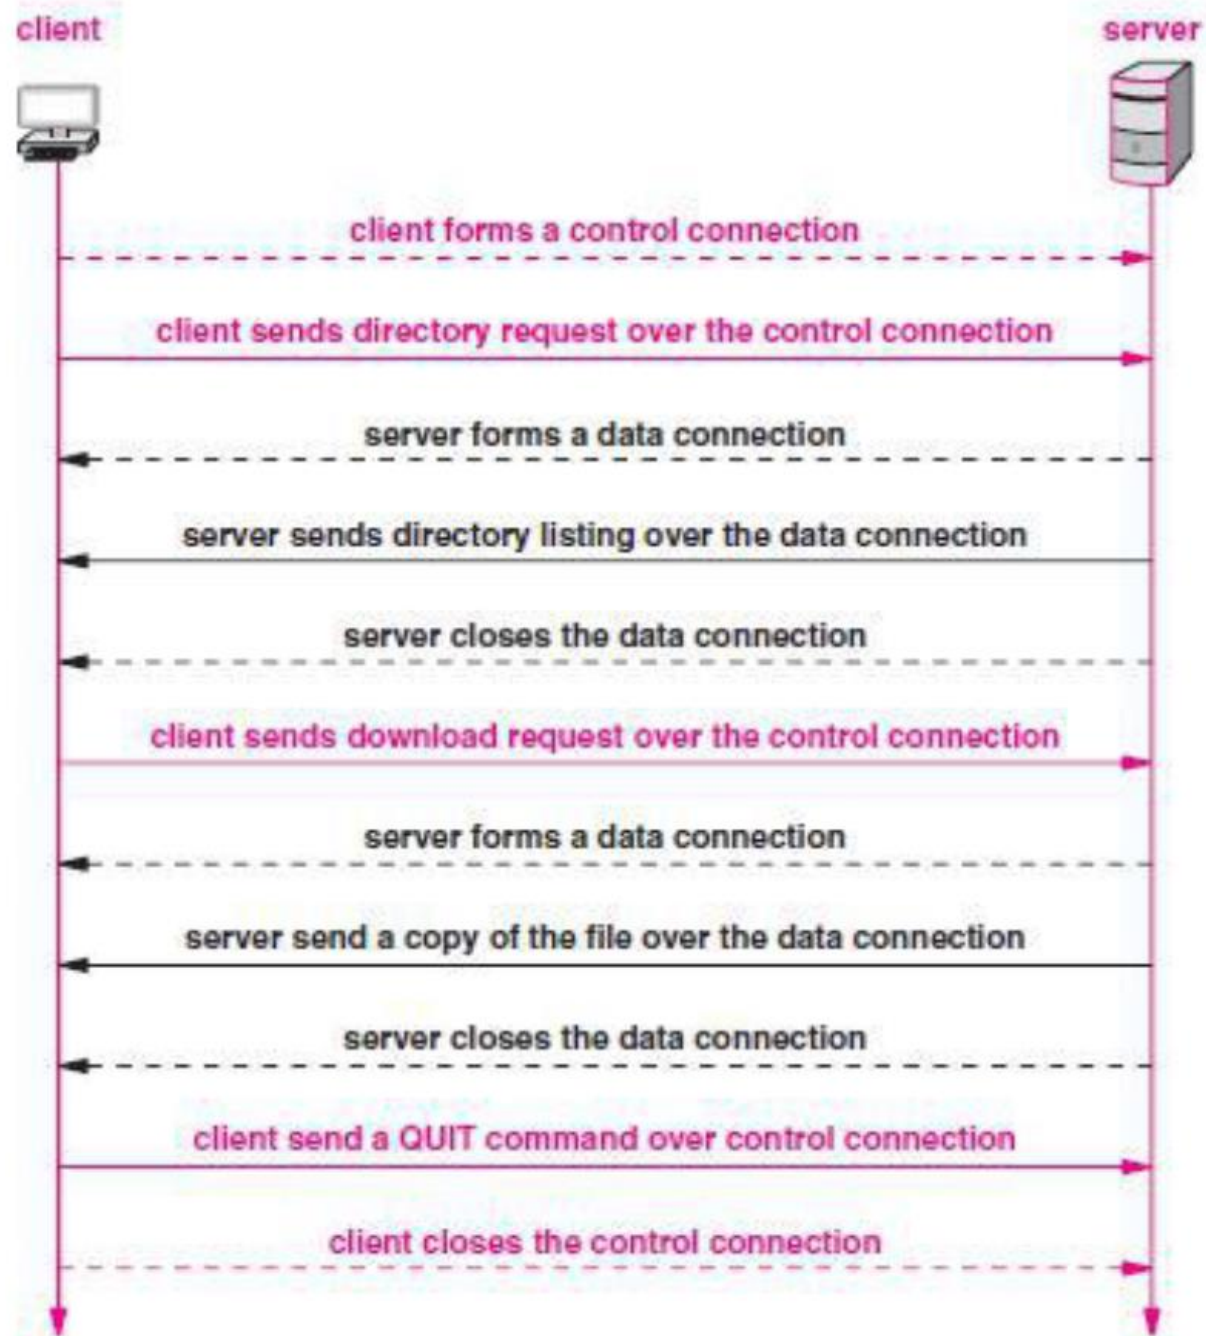 client
server
client forms a control connection
client sends directory request over the control connection
server forms a data connection
server sends directory listing over the data connection
server closes the data connection
client sends download request over the control connection
server forms a data connection
server send a copy of the file over the data connection
server closes the data connection
client send a QUIT command over control connection
client closes the control connection